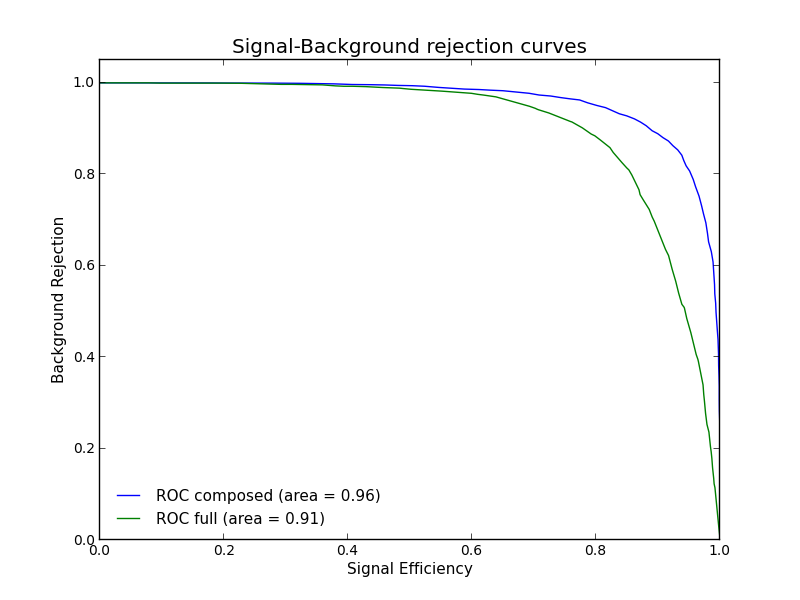 Signal-Background rejection curves
1.0
0.8
0.6
0.4
0.2
0.0
Background Rejection
ROC composed (area = 0.96)
ROC full (area = 0.91)
0.0 0.2 0.4 0.6 0.8 1.0
Signal Efficiency